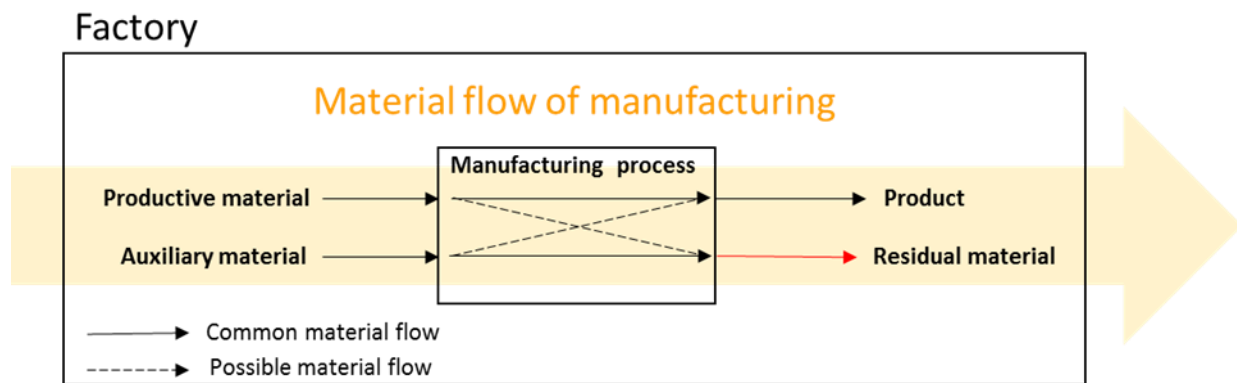 Factory
Material flow of manufacturing
Manufacturing process
Productive material
Product
Auxiliary material
Residual material
Common material flow
Possible material flow